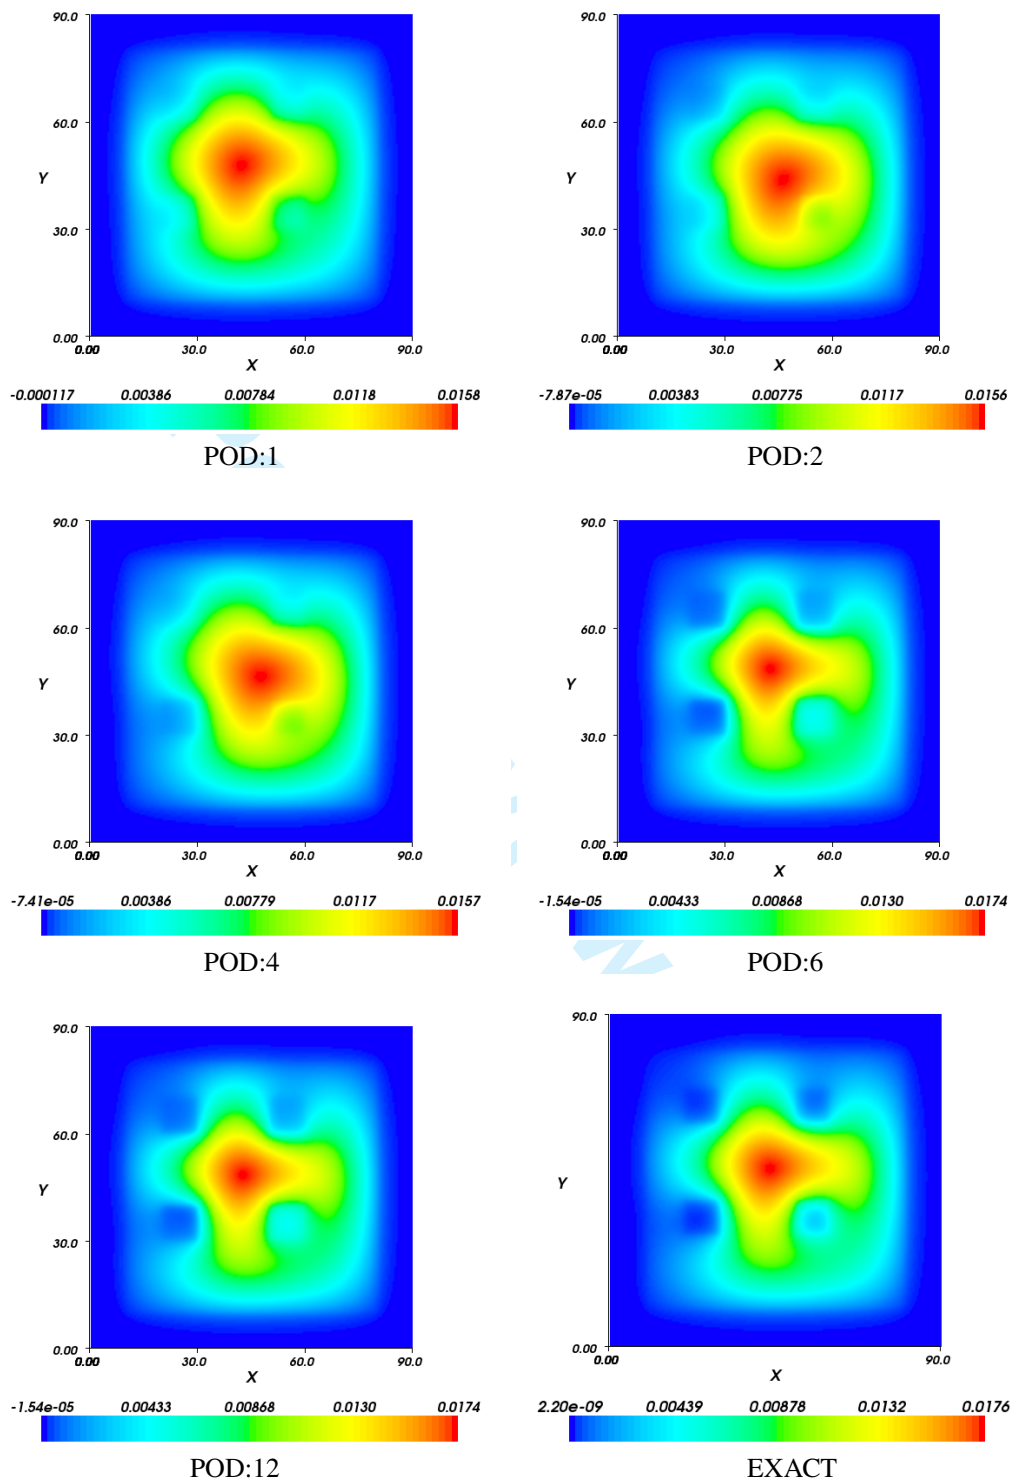 90.0 90.0
60.0 60.0
Y Y
30.0 30.0
0.00 0.00
0.00 30.0 60.0 90.0 0.00 30.0 60.0 90.0
X X
-0.000117 0.00386 0.00784 0.0118 0.0158 -7.87e-05 0.00383 0.00775 0.0117 0.0156
POD:1 POD:2
90.0 90.0
60.0 60.0
Y Y
30.0 30.0
0.00 0.00
0.00 30.0 60.0 90.0 0.00 30.0 60.0 90.0
X X
-7.41e-05 0.00386 0.00779 0.0117 0.0157 -1.54e-05 0.00433 0.00868 0.0130 0.0174
POD:4 POD:6
90.0 90.0
60.0
Y Y
30.0
0.00 0.00
0.00 30.0 60.0 90.0 0.00 90.0
X X
-1.54e-05 0.00433 0.00868 0.0130 0.0174 2.20e-09 0.00439 0.00878 0.0132 0.0176
POD:12 EXACT